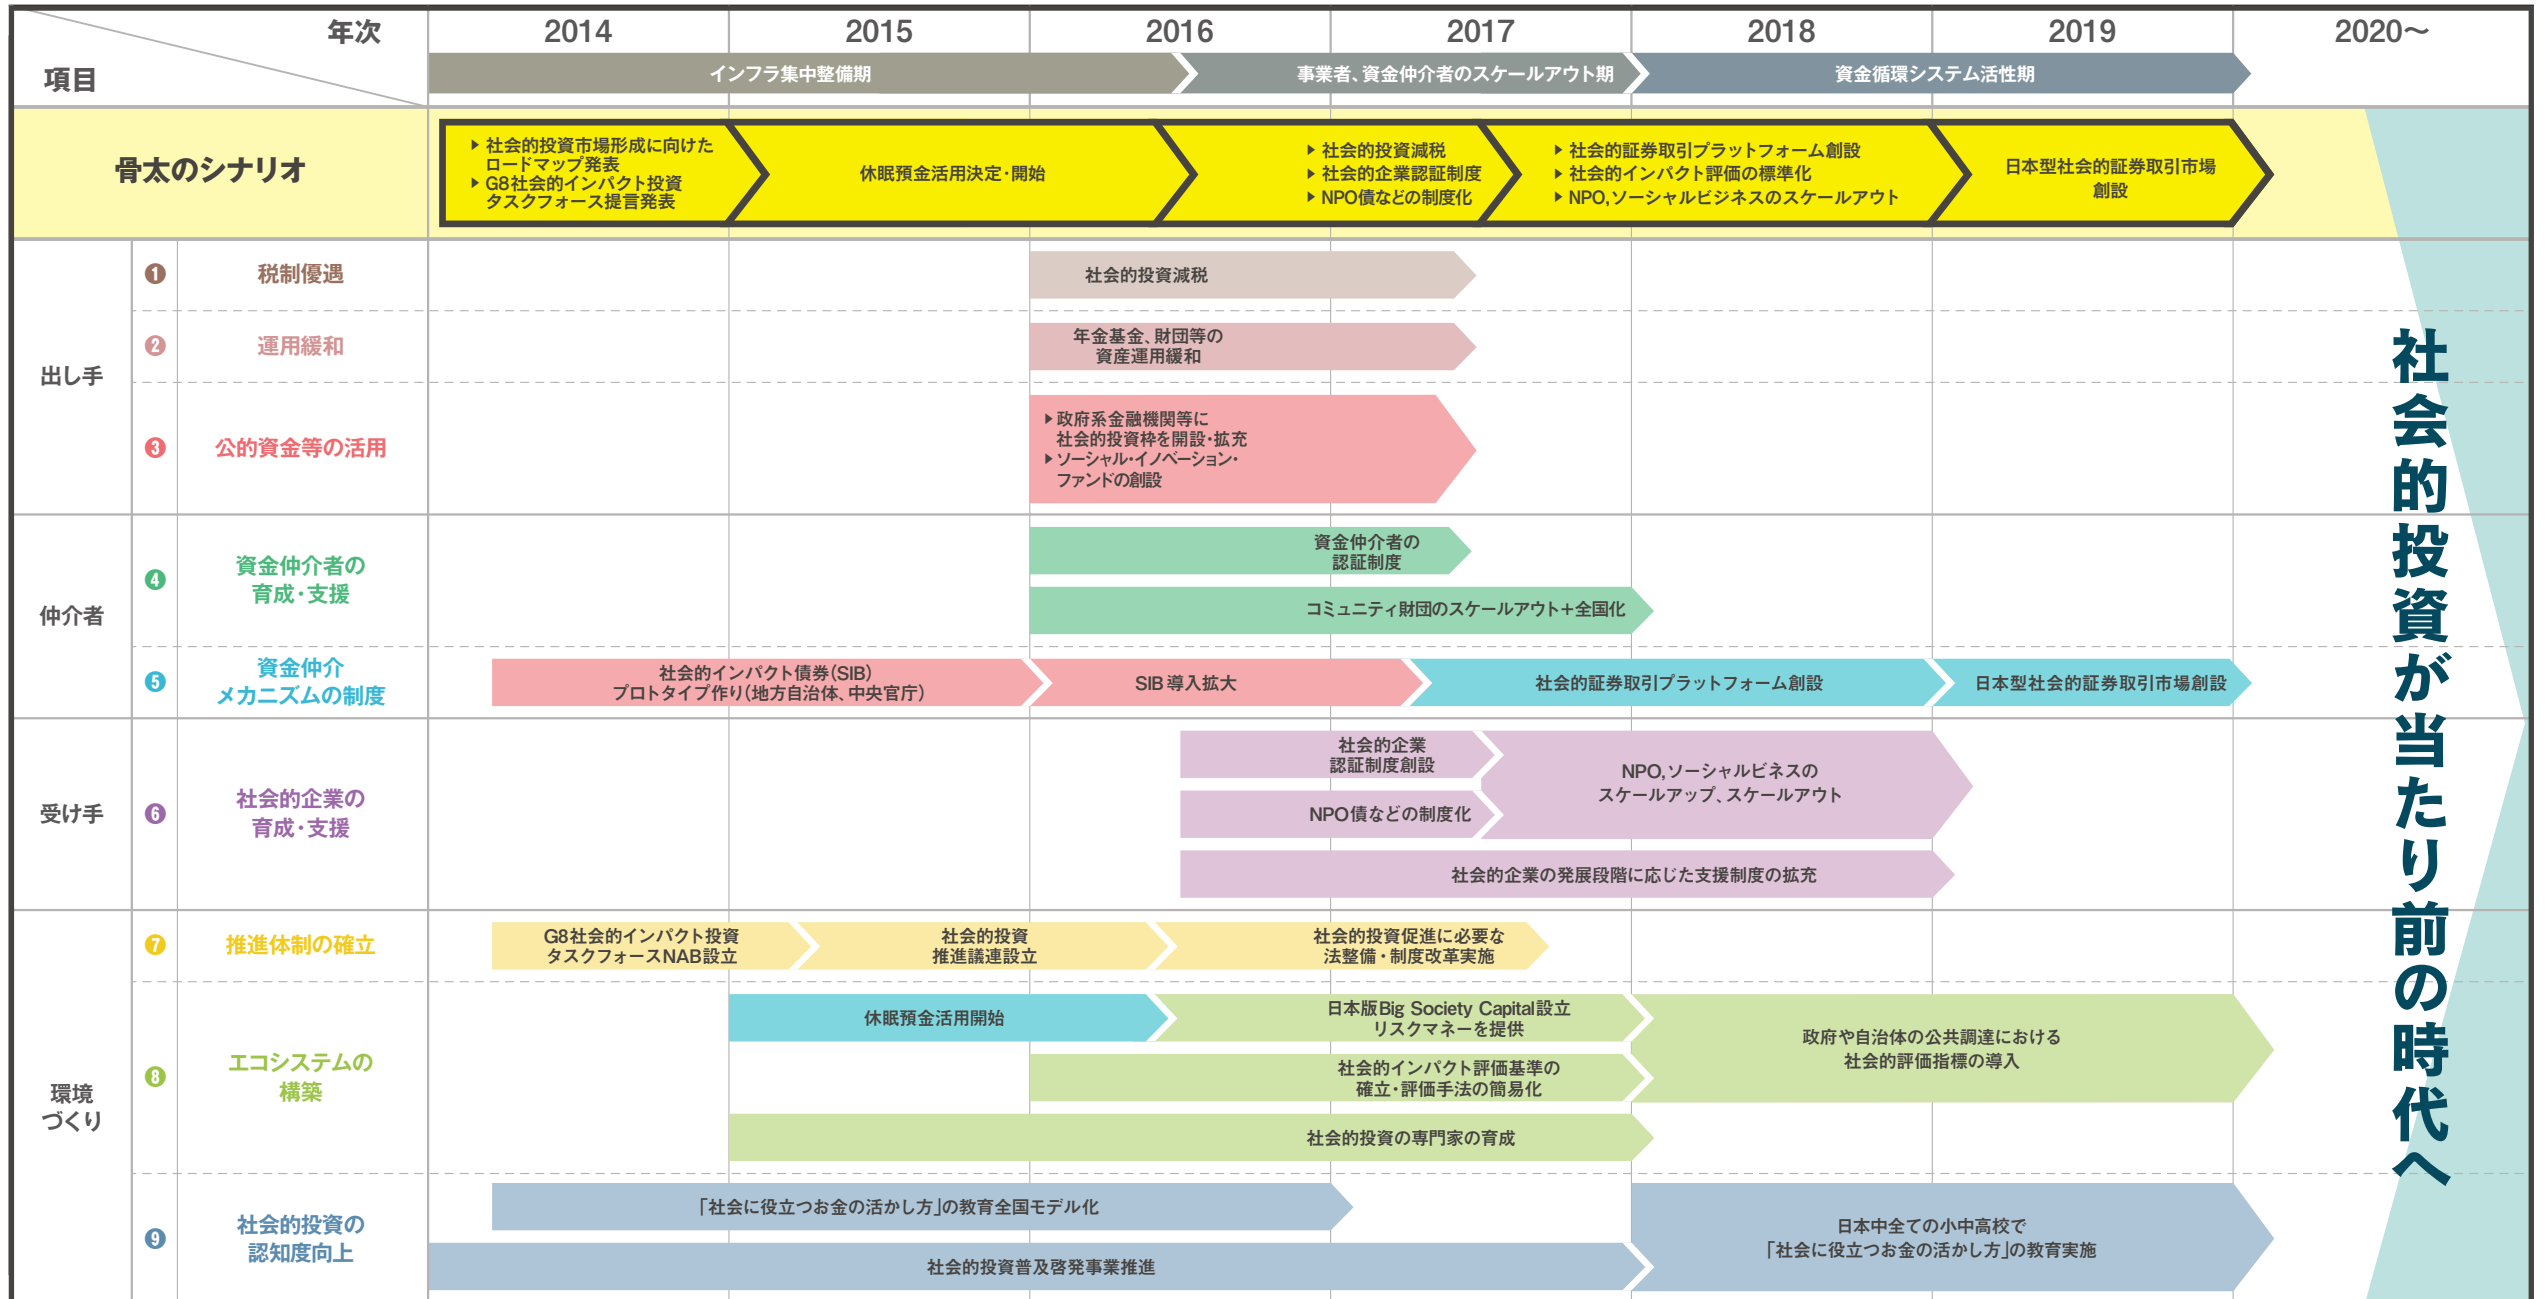 年次
項目
2014
2015
2016
2017
2018
2019
2020～
インフラ集中整備期
事業者、資金仲介者のスケールアウト期
資金循環システム活性期
骨太のシナリオ
▶ 社会的投資市場形成に向けた
ロードマップ発表
▶ G8社会的インパクト投資
タスクフォース提言発表
休眠預金活用決定・開始
▶ 社会的投資減税
▶ 社会的企業認証制度
▶ NPO債などの制度化
▶ 社会的証券取引プラットフォーム創設
▶ 社会的インパクト評価の標準化
▶ NPO,ソーシャルビジネスのスケールアウト
日本型社会的証券取引市場
創設
出し手
❶
税制優遇
社会的投資減税
❷
運用緩和
年金基金、財団等の
資産運用緩和
❸
公的資金等の活用
▶ 政府系金融機関等に
社会的投資枠を開設・拡充
▶ ソーシャル・イノベーション・
ファンドの創設
仲介者
❹
資金仲介者の
育成・支援
資金仲介者の
認証制度
コミュニティ財団のスケールアウト＋全国化
❺
資金仲介
メカニズムの制度
社会的インパクト債券（SIB）
プロトタイプ作り（地方自治体、中央官庁）
SIB 導入拡大
社会的証券取引プラットフォーム創設
日本型社会的証券取引市場創設
受け手
❻
社会的企業の
育成・支援
社会的企業
認証制度創設
NPO債などの制度化
NPO,ソーシャルビネスの
スケールアップ、スケールアウト
社会的企業の発展段階に応じた支援制度の拡充
環境
づくり
❼
推進体制の確立
G8社会的インパクト投資
タスクフォースNAB設立
社会的投資
推進議連設立
社会的投資促進に必要な
法整備・制度改革実施
❽
エコシステムの
構築
休眠預金活用開始
日本版Big Society Capital設立
リスクマネーを提供
社会的インパクト評価基準の
確立・評価手法の簡易化
社会的投資の専門家の育成
政府や自治体の公共調達における
社会的評価指標の導入
❾
社会的投資の
認知度向上
「社会に役立つお金の活かし方」の教育全国モデル化
社会的投資普及啓発事業推進
日本中全ての小中高校で
「社会に役立つお金の活かし方」の教育実施
社会的投資が当たり前の時代へ